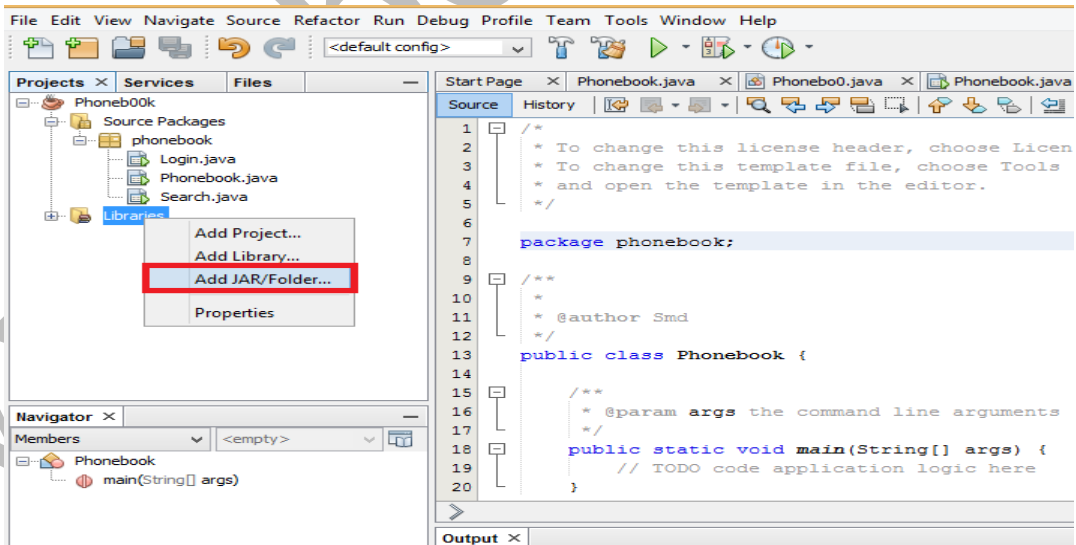 File Edit View Navigate Source Refactor Run Debug Profile Team Tools Window Help
<default config>
Projects × Services Files
Phoneb00k
Source Packages
phonebook
Login.java
Phonebook.java
Search.java
Libraries
Add Project...
Add Library...
Add JAR/Folder...
Properties
Navigator ×
Members <empty>
Phonebook
main(String[] args)
Start Page × Phonebook.java × Phonebo0.java × Phonebook.java
Source History
1 /*
2 * To change this license header, choose Licen
3 * To change this template file, choose Tools
4 * and open the template in the editor.
5 */
6
7 package phonebook;
8
9 /**
10 *
11 * @author Smd
12 */
13 public class Phonebook {
14
15 /**
16 * @param args the command line arguments
17 */
18 public static void main(String[] args) {
19 // TODO code application logic here
20 }
Output ×